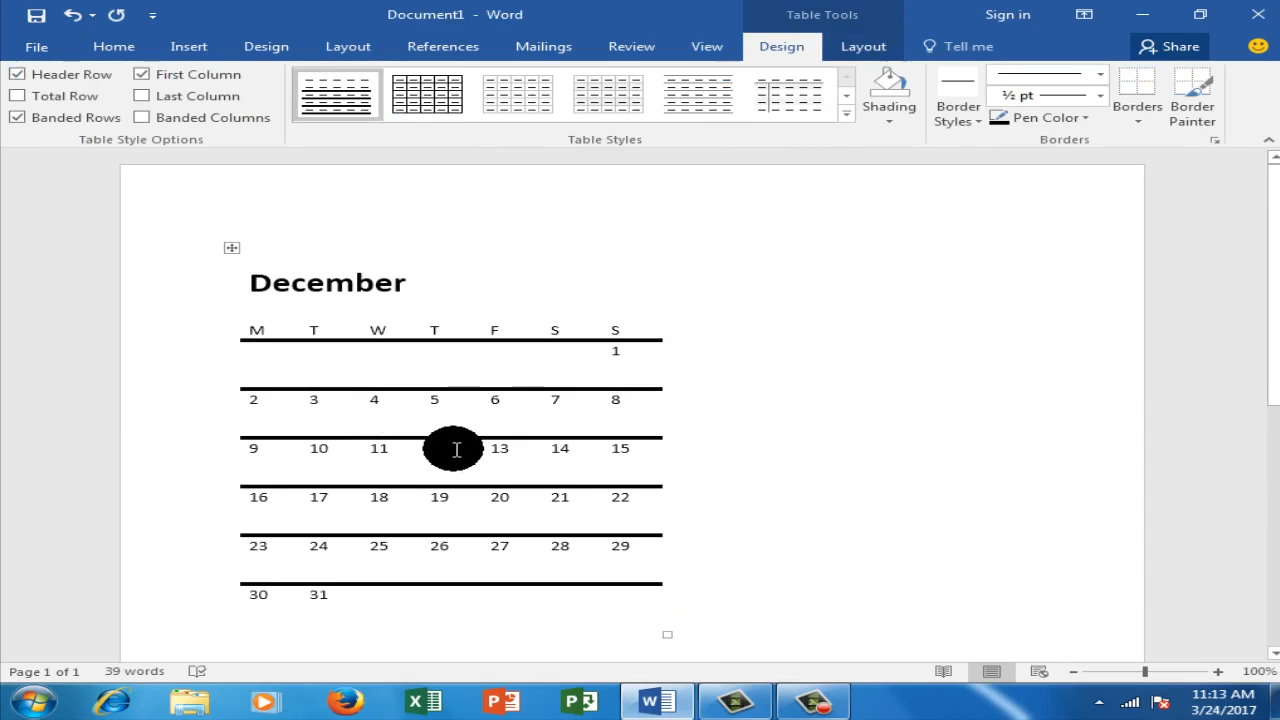 Document1 - Word
Table Tools
Sign in
File Home Insert Design Layout References Mailings Review View Design Layout Tell me Share
Header Row First Column
Total Row Last Column
Banded Rows Banded Columns
Table Style Options
Table Styles
Shading
Border Styles
½ pt
Pen Color
Borders
Border Painter
Borders
December
M T W T F S S
1
2 3 4 5 6 7 8
9 10 11 13 14 15
16 17 18 19 20 21 22
23 24 25 26 27 28 29
30 31
Page 1 of 1 39 words 100%
11:13 AM
3/24/2017